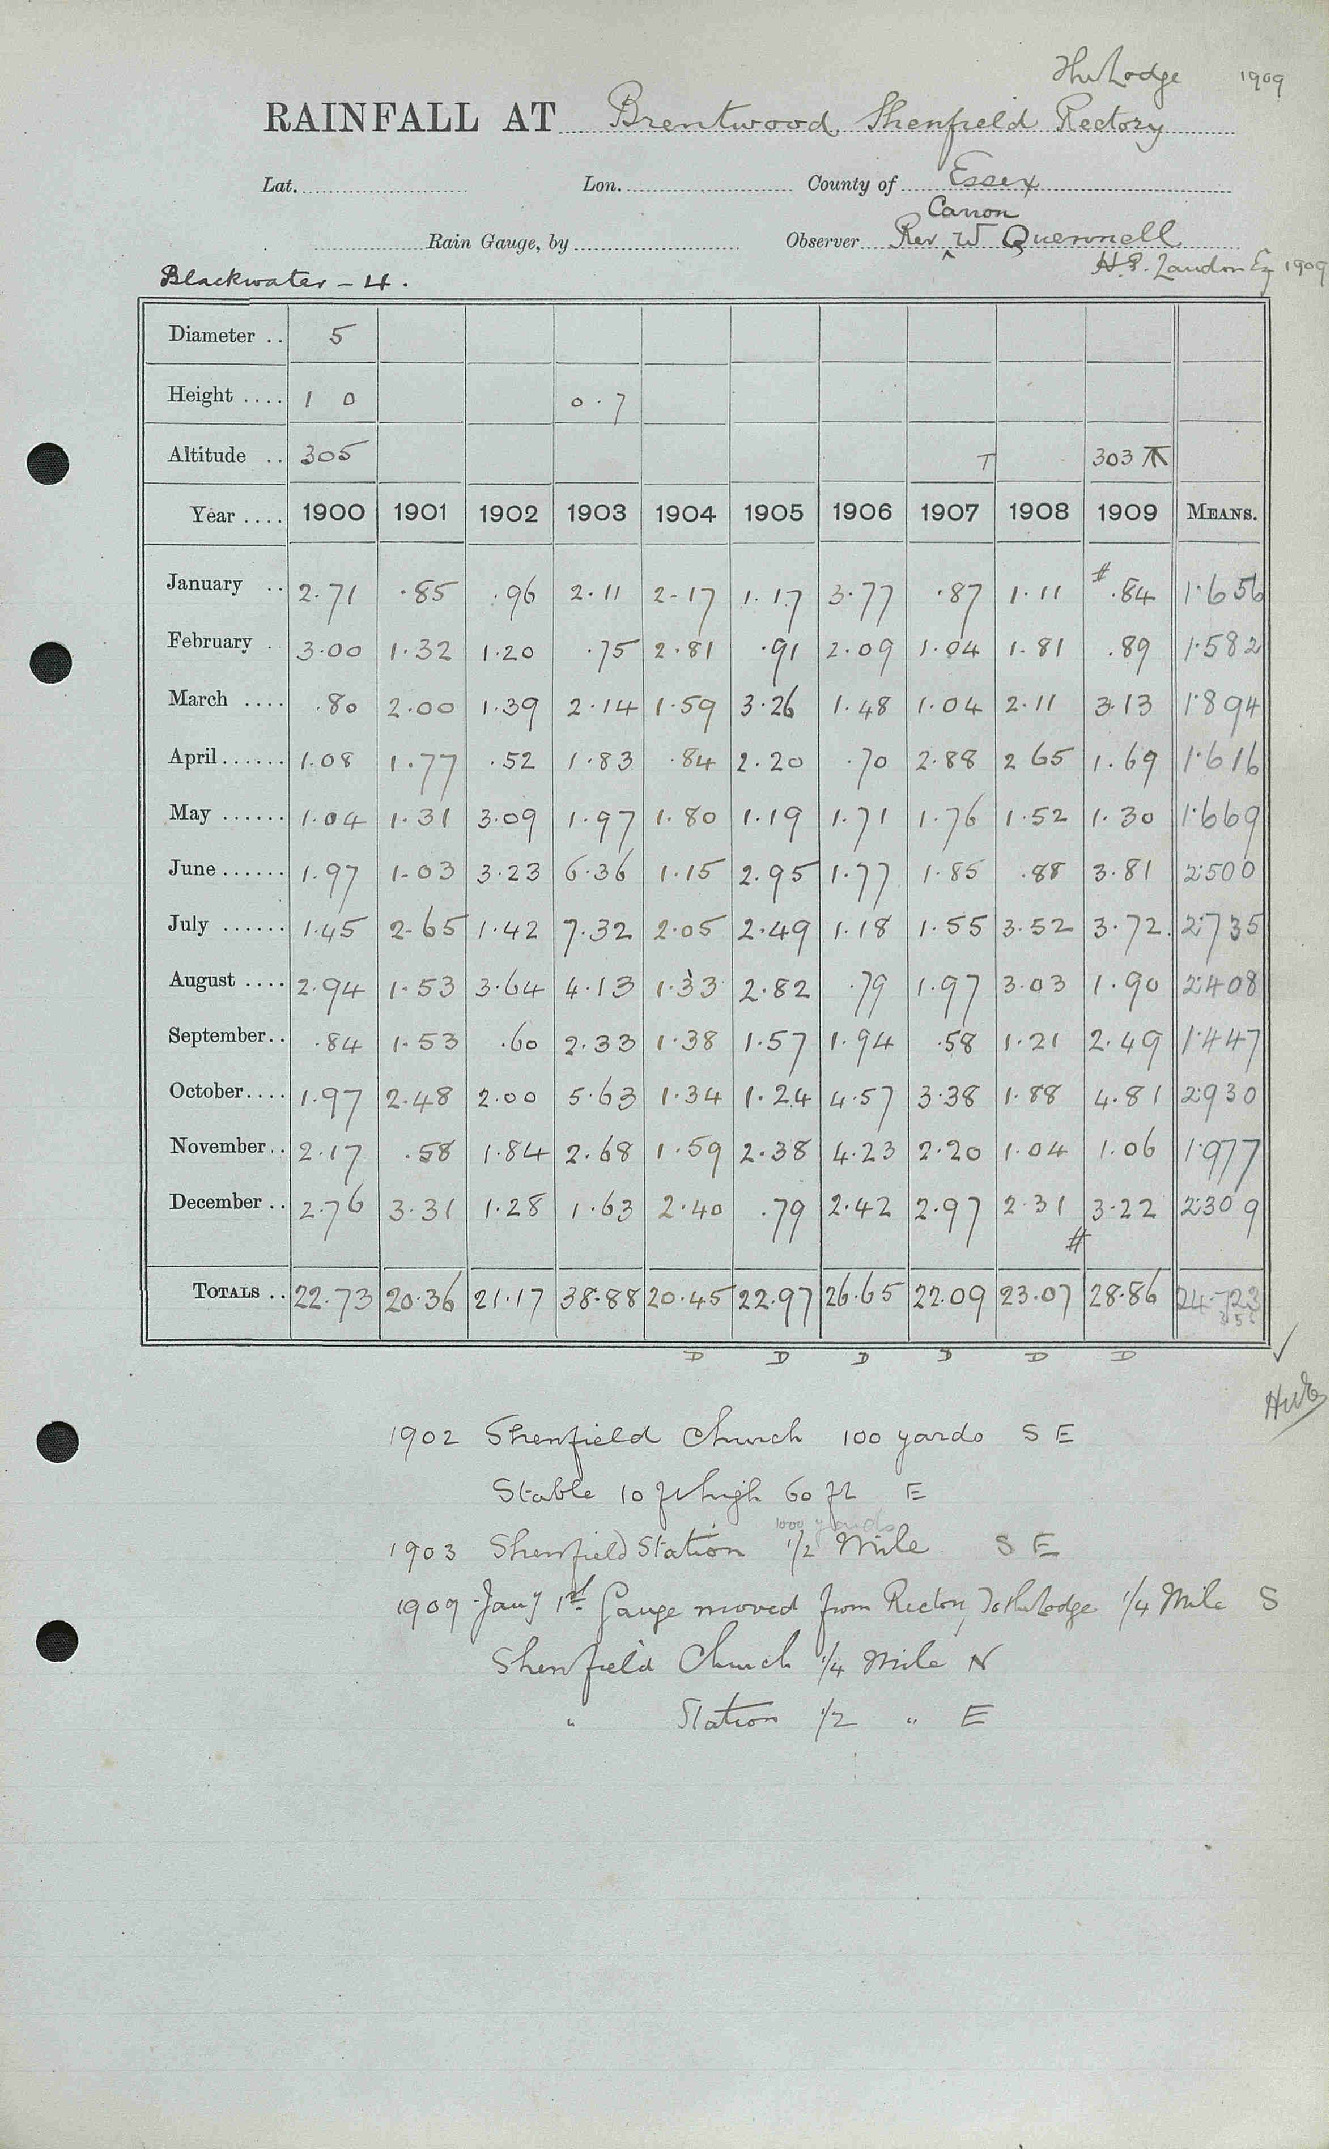 The Lodge 1909
RAINFALL AT Brentwood Shenfield Rectory
Lat. Lon. County of Essex
Canon
Rain Gauge, by Observer Rev ^ W Quennell
H.P. Landon Esq 1909
Blackwater - 4.
Diameter .. 5
Height .... 1 0 0.7
Altitude .. 305 T 303
Year .... 1900 1901 1902 1903 1904 1905 1906 1907 1908 1909 MEANS.
January .. 2.71 .85 .96 2.11 2.17 1.17 3.77 .87 1.11 # .84 1.656
February .. 3.00 1.32 1.20 .75 2.81 .91 2.09 1.04 1.81 .89 1.582
March .... .80 2.00 1.39 2.14 1.59 3.26 1.48 1.04 2.11 3.13 1.894
April ...... 1.08 1.77 .52 1.83 .84 2.20 .70 2.88 2 65 1.69 1.616
May ...... 1.04 1.31 3.09 1.97 1.80 1.19 1.71 1.76 1.52 1.30 1.669
June ...... 1.97 1.03 3.23 6.36 1.15 2.95 1.77 1.85 .88 3.81 2.500
July ...... 1.45 2.65 1.42 7.32 2.05 2.49 1.18 1.55 3.52 3.72 2.735
August .... 2.94 1.53 3.64 4.13 1.33 2.82 .79 1.97 3.03 1.90 2.408
September .. .84 1.53 .60 2.33 1.38 1.57 1.94 .58 1.21 2.49 1.447
October .... 1.97 2.48 2.00 5.63 1.34 1.24 4.57 3.38 1.88 4.81 2.930
November .. 2.17 .58 1.84 2.68 1.59 2.38 4.23 2.20 1.04 1.06 1.977
December .. 2.76 3.31 1.28 1.63 2.40 .79 2.42 2.97 2.31 3.22 2.309
#
TOTALS .. 22.73 20.36 21.17 38.88 20.45 22.97 26.65 22.09 23.07 28.86 24.723
D D D D D D
1902 Shenfield Church 100 yards S E
Stable 10 ft high 60 ft E
1000 yards
1903 Shenfield Station 1/2 Mile S E
1909 Jany 1st Gauge moved from Rectory to The Lodge 1/4 Mile S
Shenfield Church 1/4 Mile N
" Station 1/2 " E